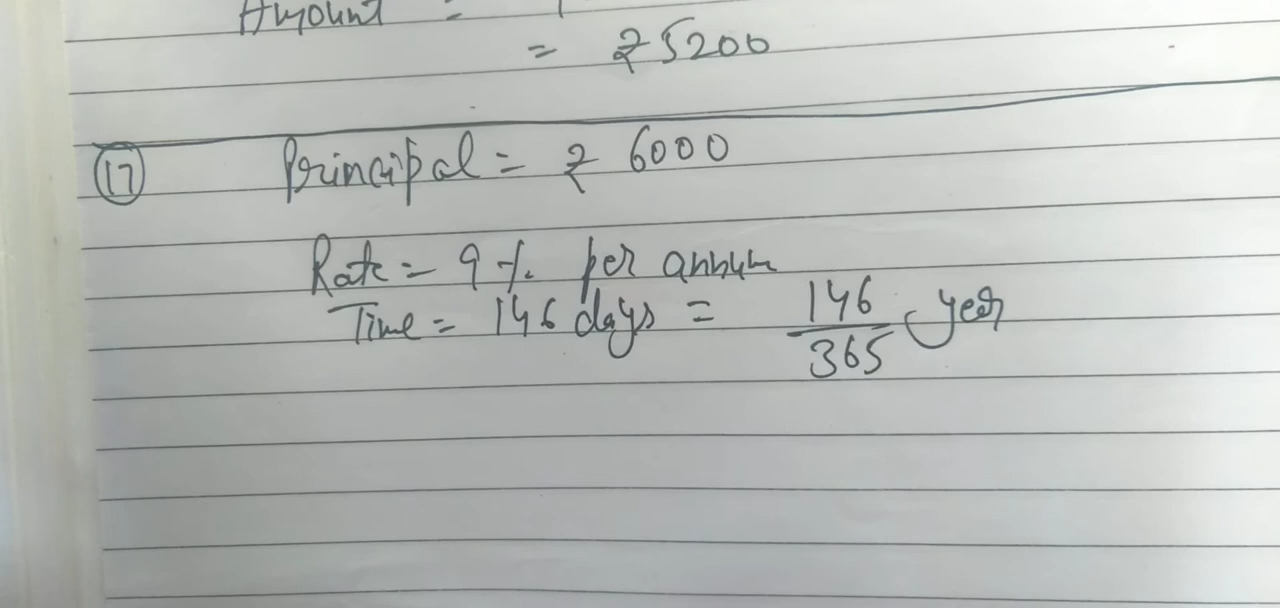 Amount =
= ₹5200
(17) Principal = ₹ 6000
Rate = 9 % per annum
Time = 146 days = 146/365 year